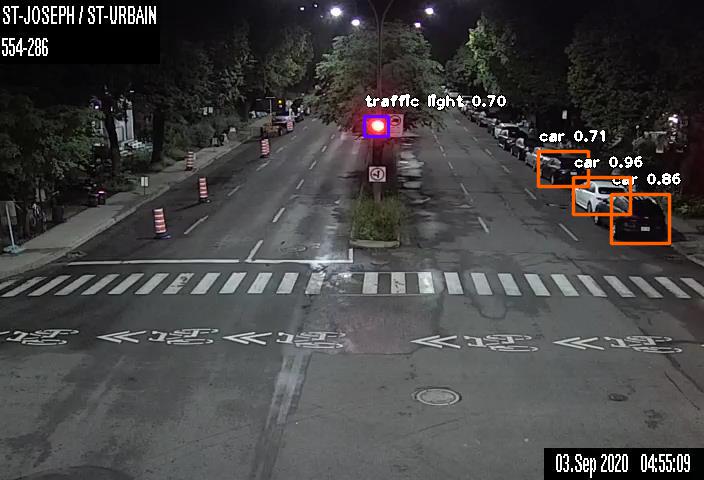 ST-JOSEPH / ST-URBAIN
554-286
traffic light 0.70
car 0.71
car 0.96
car 0.86
03.Sep 2020 04:55:09